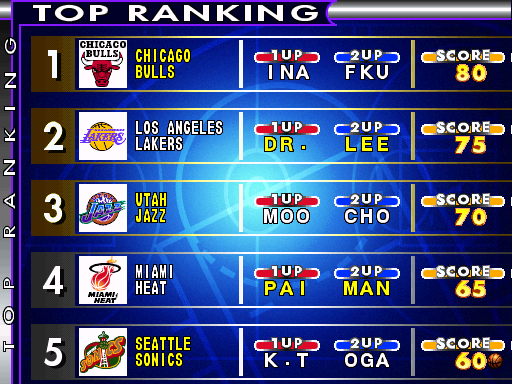 TOP RANKING
TOP RANKING
1
CHICAGO BULLS
CHICAGO
BULLS
1UP
INA
2UP
FKU
SCORE
80
2
LAKERS
LOS ANGELES
LAKERS
1UP
DR.
2UP
LEE
SCORE
75
3
JAZZ
UTAH
JAZZ
1UP
MOO
2UP
CHO
SCORE
70
4
MIAMI
HEAT
MIAMI
HEAT
1UP
PAI
2UP
MAN
SCORE
65
5
SONICS
SEATTLE
SONICS
1UP
K.T
2UP
OGA
SCORE
60